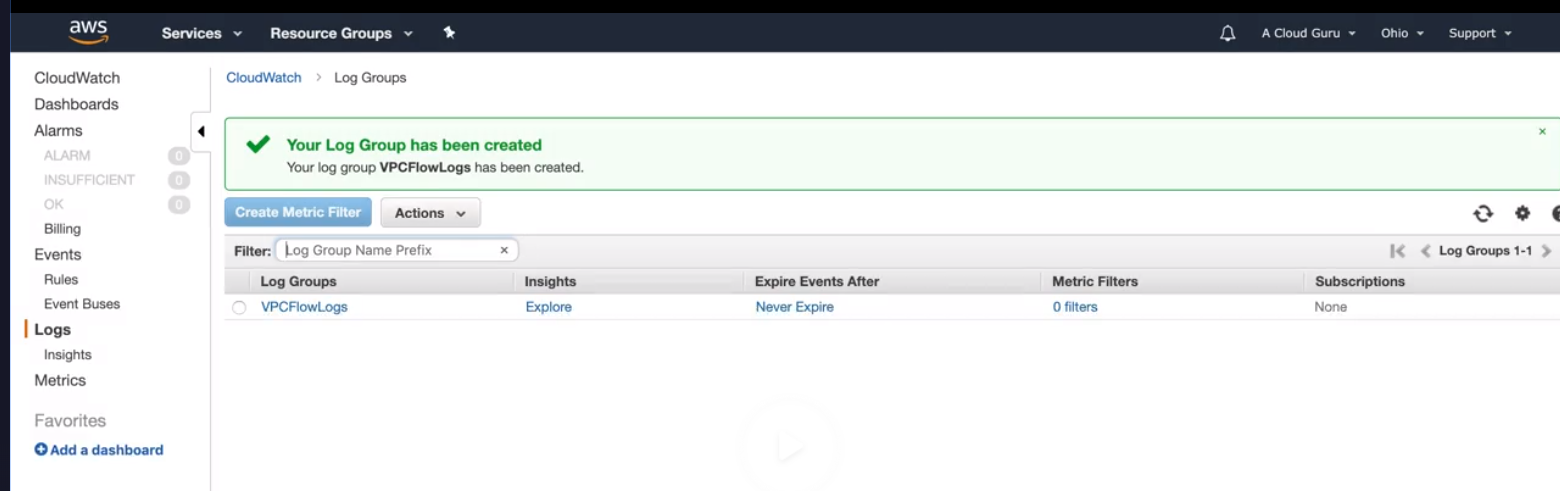 aws Services Resource Groups A Cloud Guru Ohio Support
CloudWatch
Dashboards
Alarms
ALARM 0
INSUFFICIENT 0
OK 0
Billing
Events
Rules
Event Buses
Logs
Insights
Metrics
Favorites
Add a dashboard
CloudWatch > Log Groups
Your Log Group has been created
Your log group VPCFlowLogs has been created.
Create Metric Filter Actions
Filter: Log Group Name Prefix × Log Groups 1-1
Log Groups Insights Expire Events After Metric Filters Subscriptions
VPCFlowLogs Explore Never Expire 0 filters None